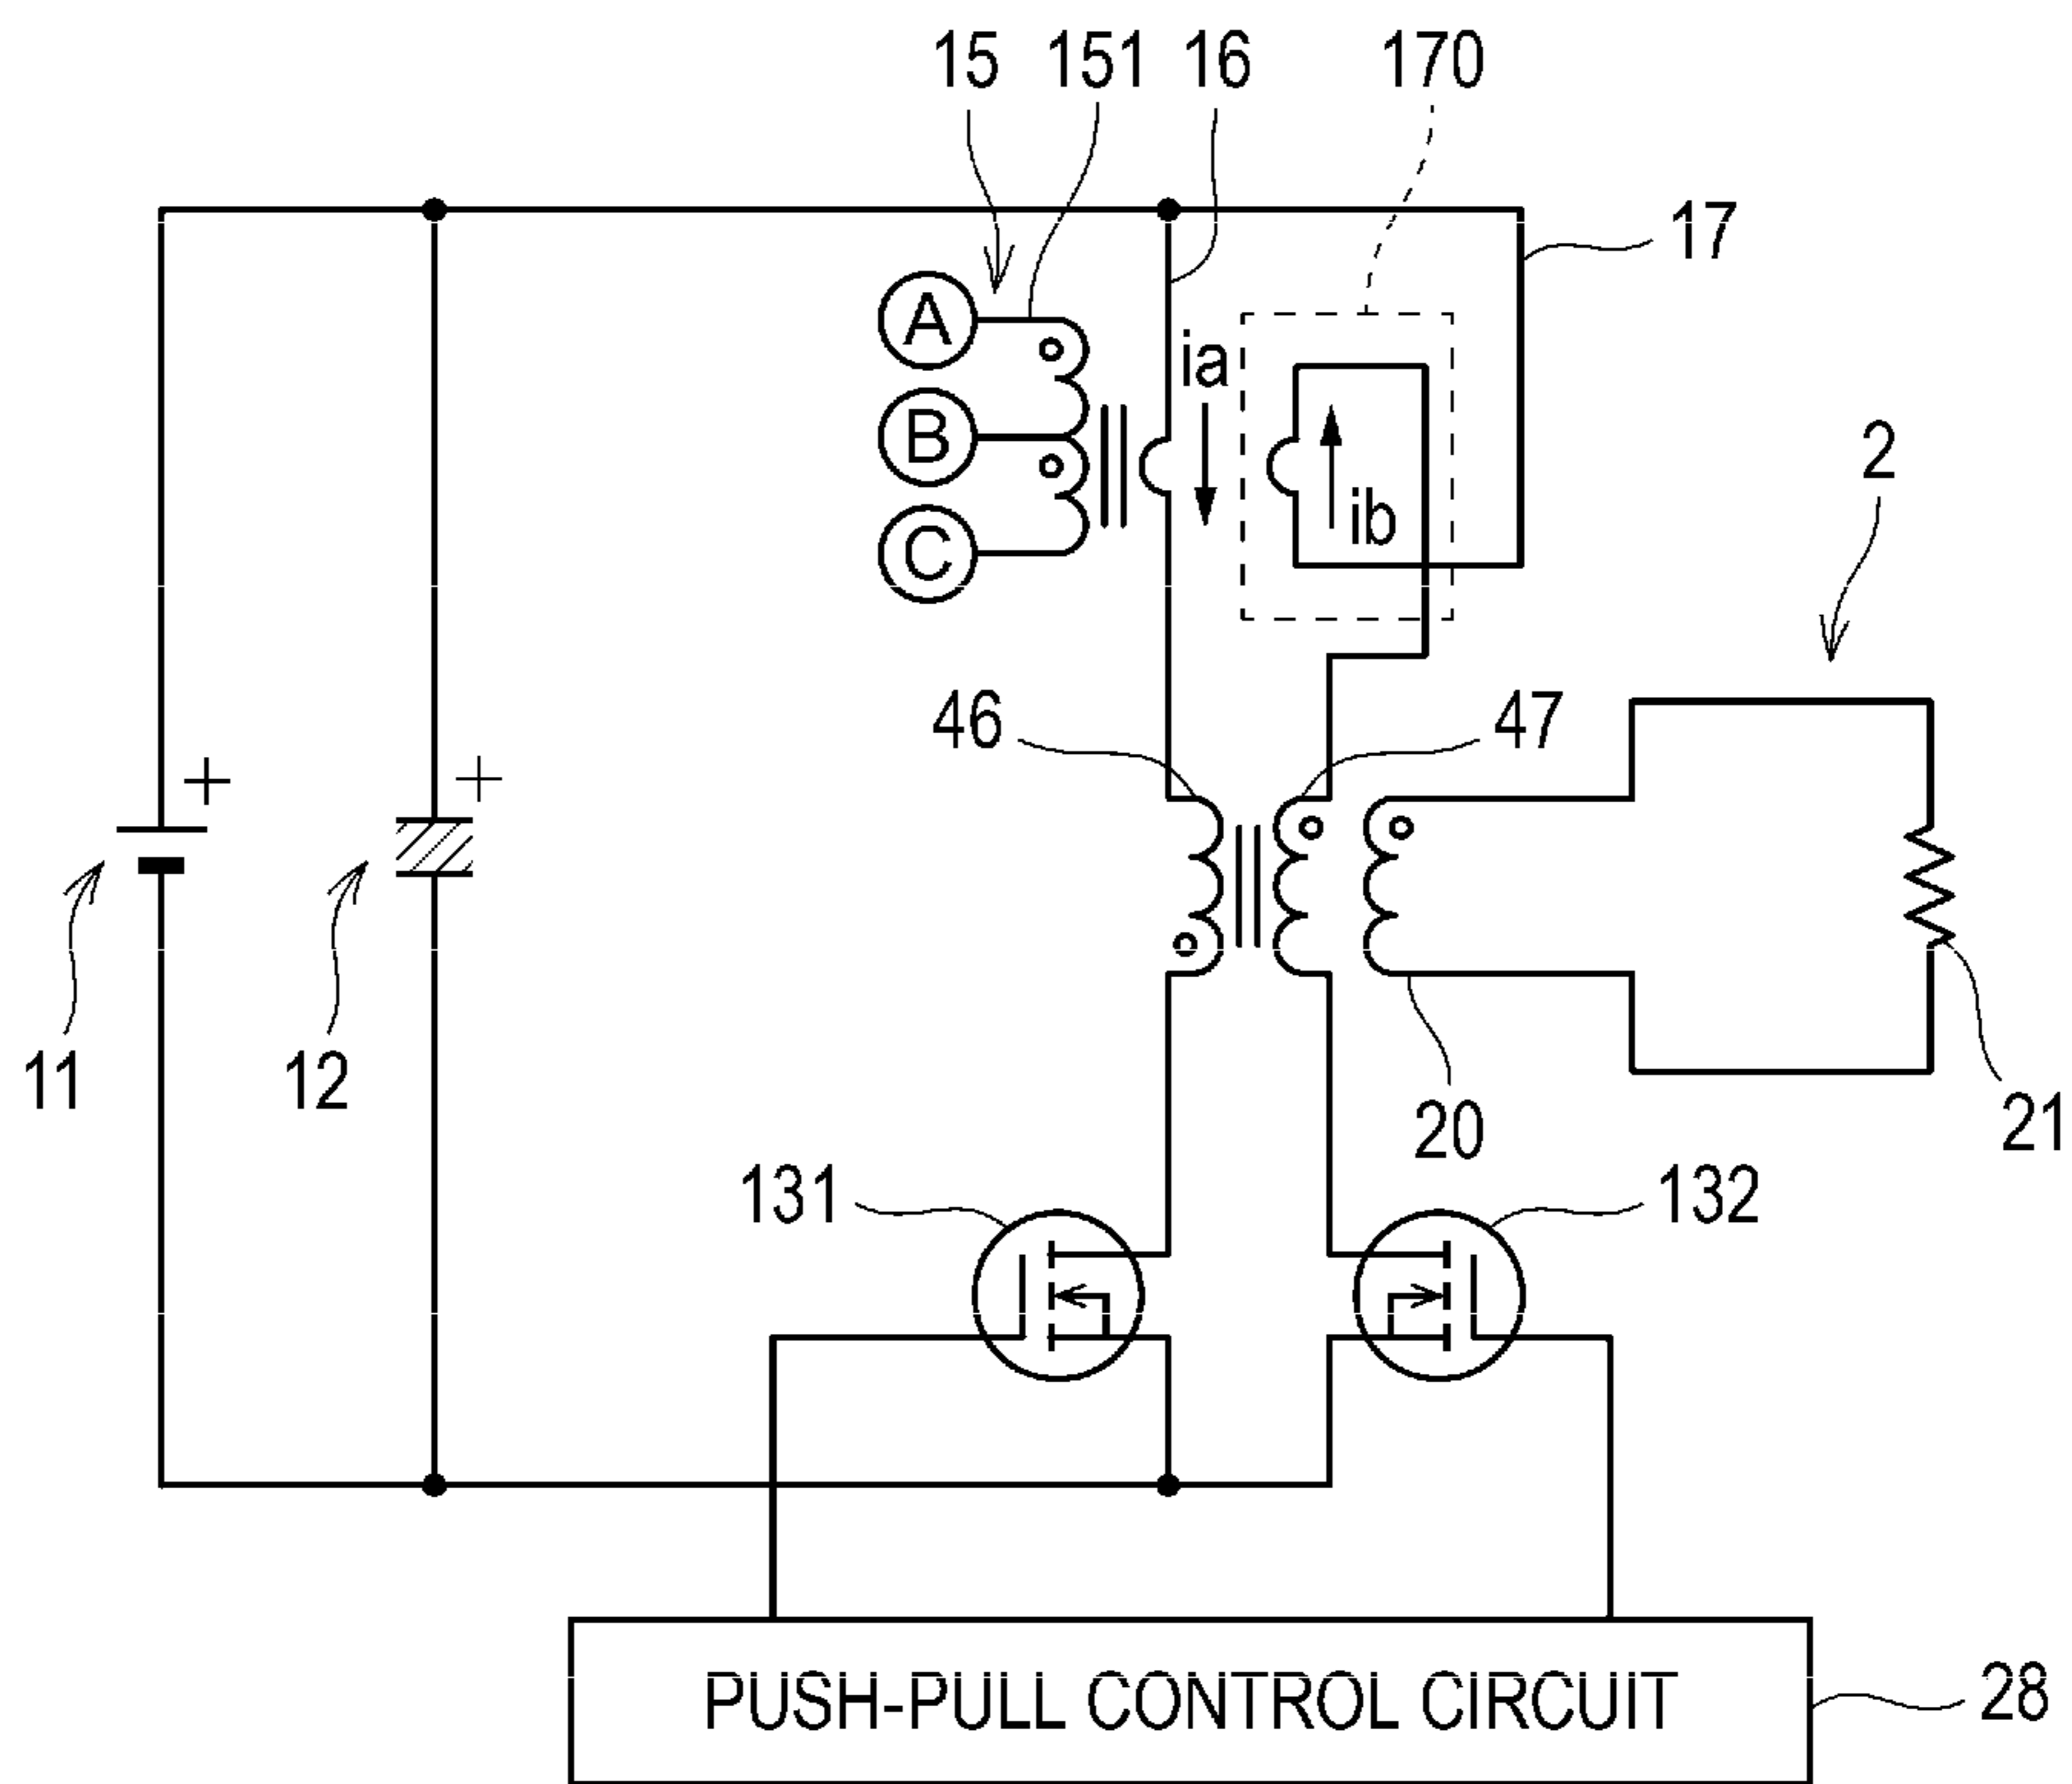 15 151 16 170
17
A
ia
B
2
ib
C
46 47
+ +
11 12
20 21
131 132
PUSH-PULL CONTROL CIRCUIT 28